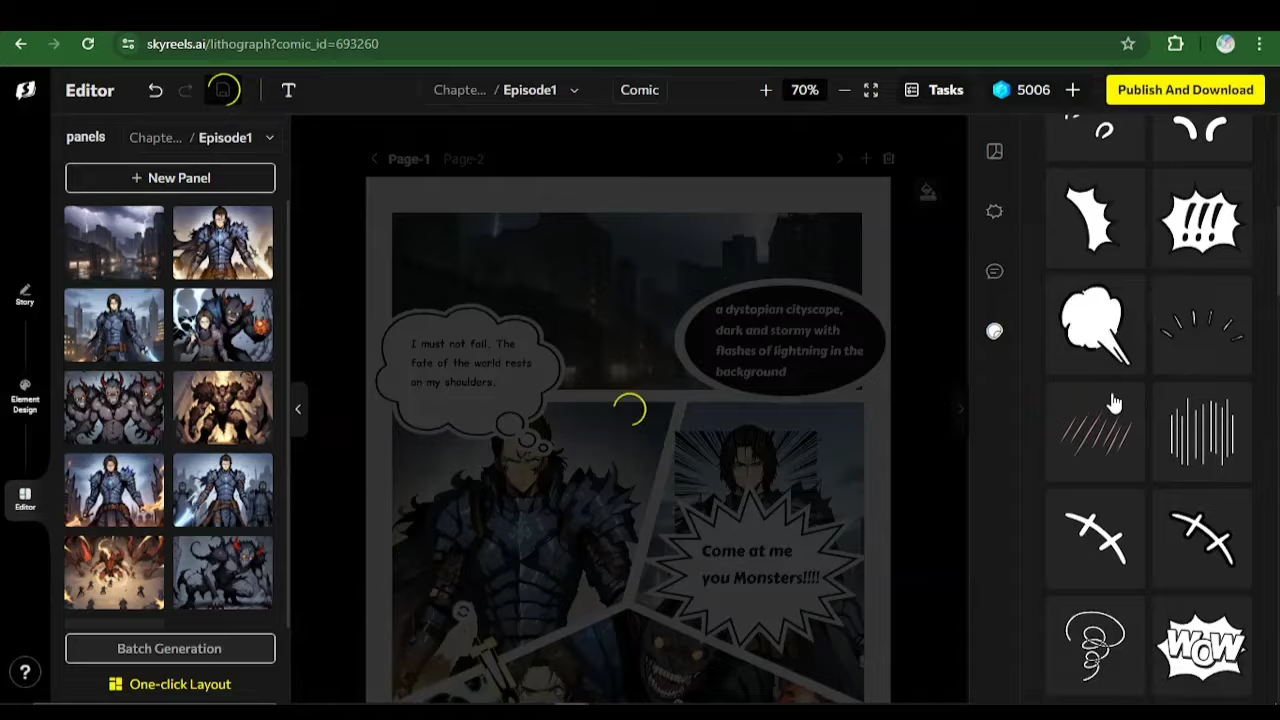 skyreels.ai/lithograph?comic_id=693260
Editor
T
Chapte... / Episode1
Comic
70%
Tasks
5006
Publish And Download
panels
Chapte... / Episode1
+ New Panel
Story
Element
Design
Editor
Batch Generation
One-click Layout
?
Page-1 Page-2
a dystopian cityscape,
dark and stormy with
flashes of lightning in the
background
I must not fail. The
fate of the world rests
on my shoulders.
Come at me
you Monsters!!!!
!!!
WOW